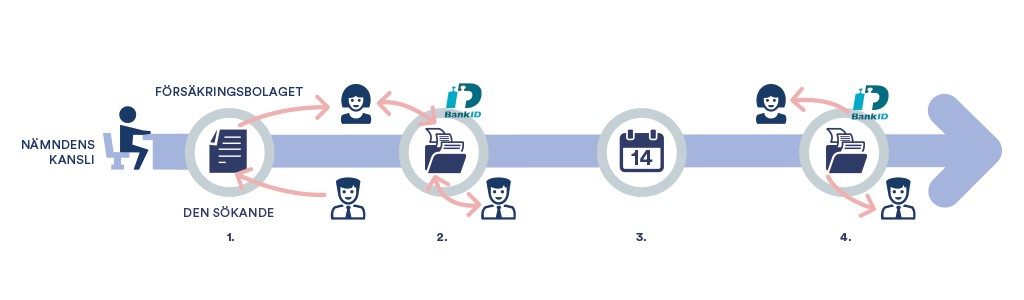 FÖRSÄKRINGSBOLAGET
BankID
BankID
NÄMNDENS
KANSLI
14
DEN SÖKANDE
1.
2.
3.
4.